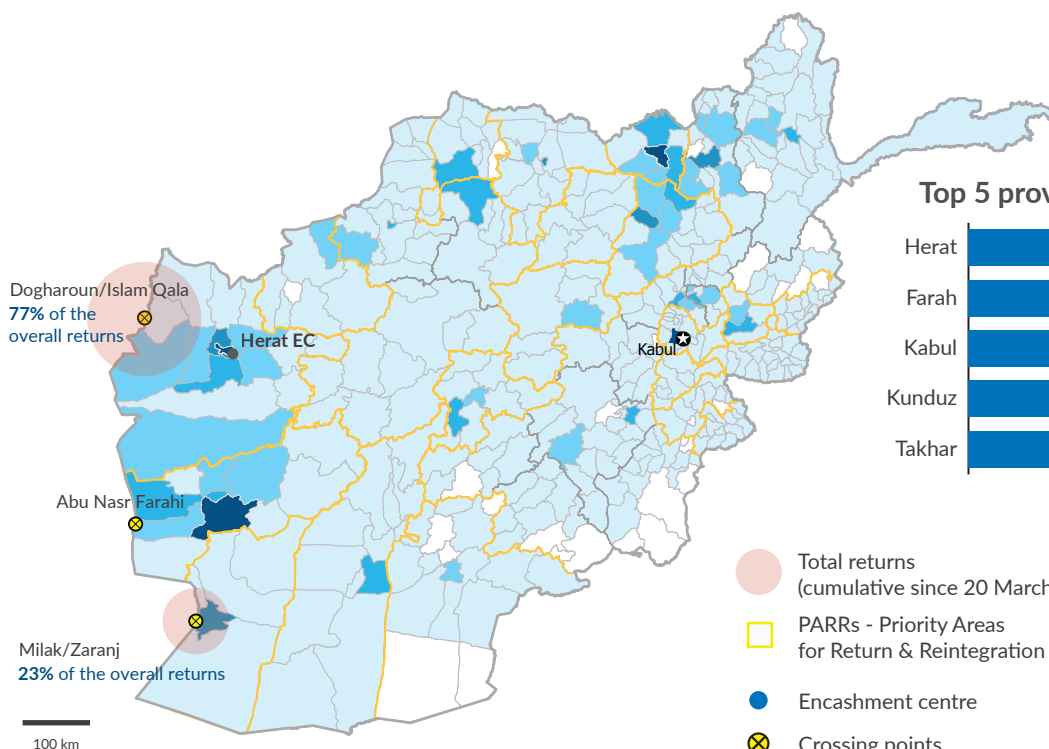 Top 5 prov
Herat
Farah
Kabul
Kunduz
Takhar
Dogharoun/Islam Qala
77% of the
overall returns
Herat EC
Kabul
Abu Nasr Farahi
Milak/Zaranj
23% of the overall returns
100 km
Total returns
(cumulative since 20 March
PARRs - Priority Areas
for Return & Reintegration
Encashment centre
Crossing points